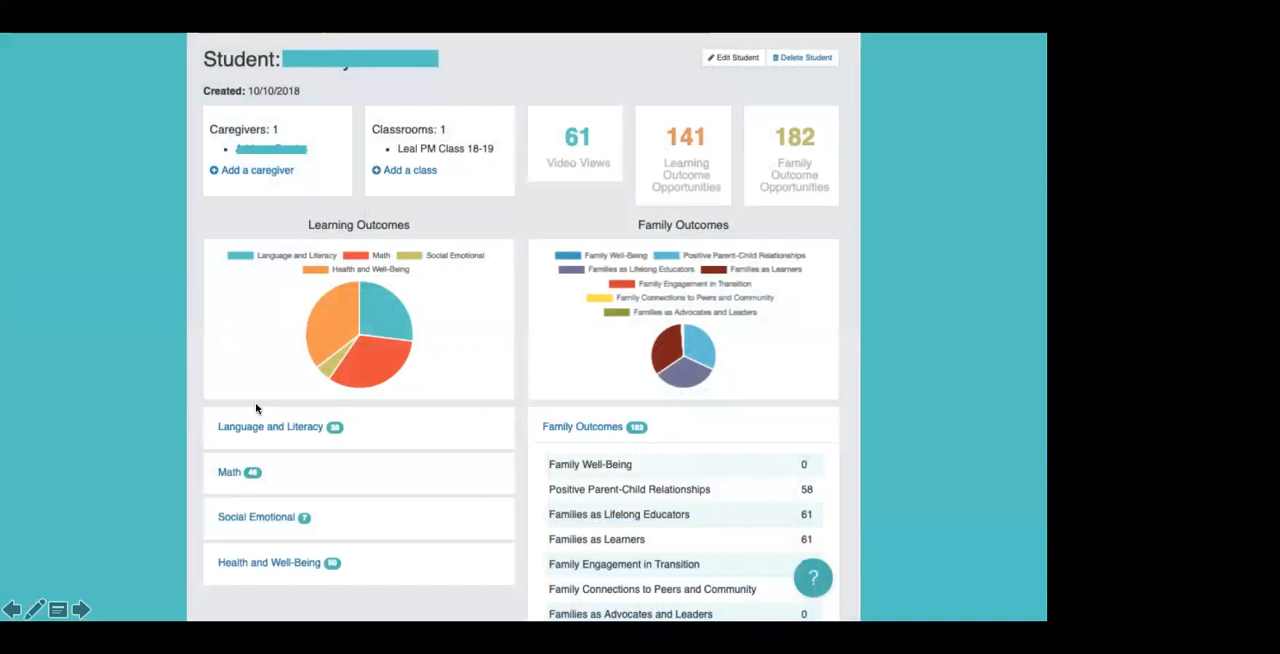 Student:
Edit Student
Delete Student
Created: 10/10/2018
Caregivers: 1
Add a caregiver
Classrooms: 1
Leal PM Class 18-19
Add a class
61
Video Views
141
Learning
Outcome
Opportunities
182
Family
Outcome
Opportunities
Learning Outcomes
Language and Literacy
Math
Social Emotional
Health and Well-Being
Family Outcomes
Family Well-Being
Positive Parent-Child Relationships
Families as Lifelong Educators
Families as Learners
Family Engagement in Transition
Family Connections to Peers and Community
Families as Advocates and Leaders
Language and Literacy 38
Math 46
Social Emotional 7
Health and Well-Being 50
Family Outcomes 182
Family Well-Being 0
Positive Parent-Child Relationships 58
Families as Lifelong Educators 61
Families as Learners 61
Family Engagement in Transition
?
Family Connections to Peers and Community
Families as Advocates and Leaders 0